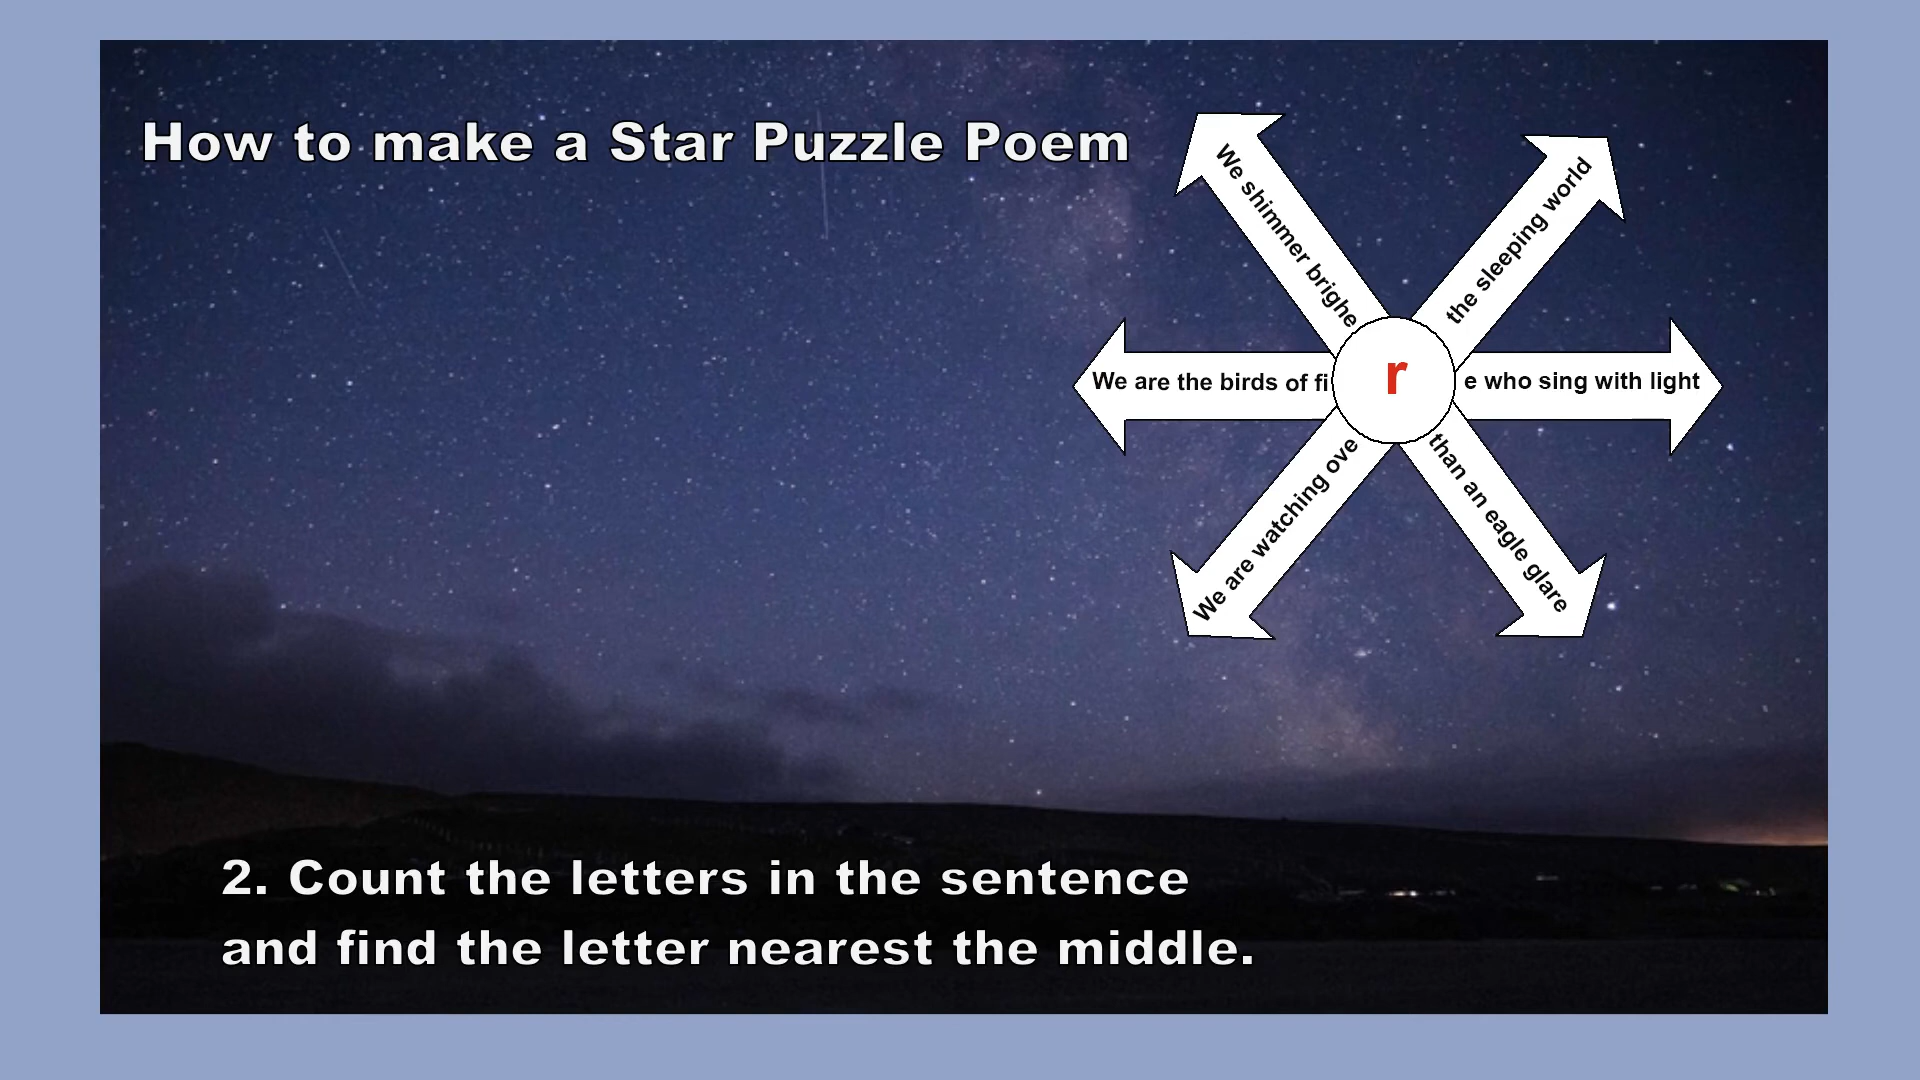 How to make a Star Puzzle Poem
We shimmer brighe
the sleeping world
We are the birds of fi
r
e who sing with light
We are watching ove
than an eagle glare
2. Count the letters in the sentence
and find the letter nearest the middle.